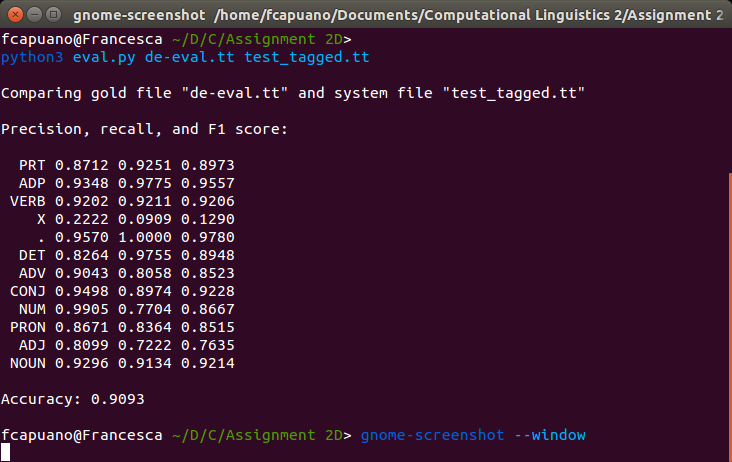 gnome-screenshot  /home/fcapuano/Documents/Computational Linguistics 2/Assignment 2
fcapuano@Francesca ~/D/C/Assignment 2D>
python3 eval.py de-eval.tt test_tagged.tt
Comparing gold file "de-eval.tt" and system file "test_tagged.tt"
Precision, recall, and F1 score:
PRT 0.8712 0.9251 0.8973
ADP 0.9348 0.9775 0.9557
VERB 0.9202 0.9211 0.9206
X 0.2222 0.0909 0.1290
. 0.9570 1.0000 0.9780
DET 0.8264 0.9755 0.8948
ADV 0.9043 0.8058 0.8523
CONJ 0.9498 0.8974 0.9228
NUM 0.9905 0.7704 0.8667
PRON 0.8671 0.8364 0.8515
ADJ 0.8099 0.7222 0.7635
NOUN 0.9296 0.9134 0.9214
Accuracy: 0.9093
fcapuano@Francesca ~/D/C/Assignment 2D> gnome-screenshot --window